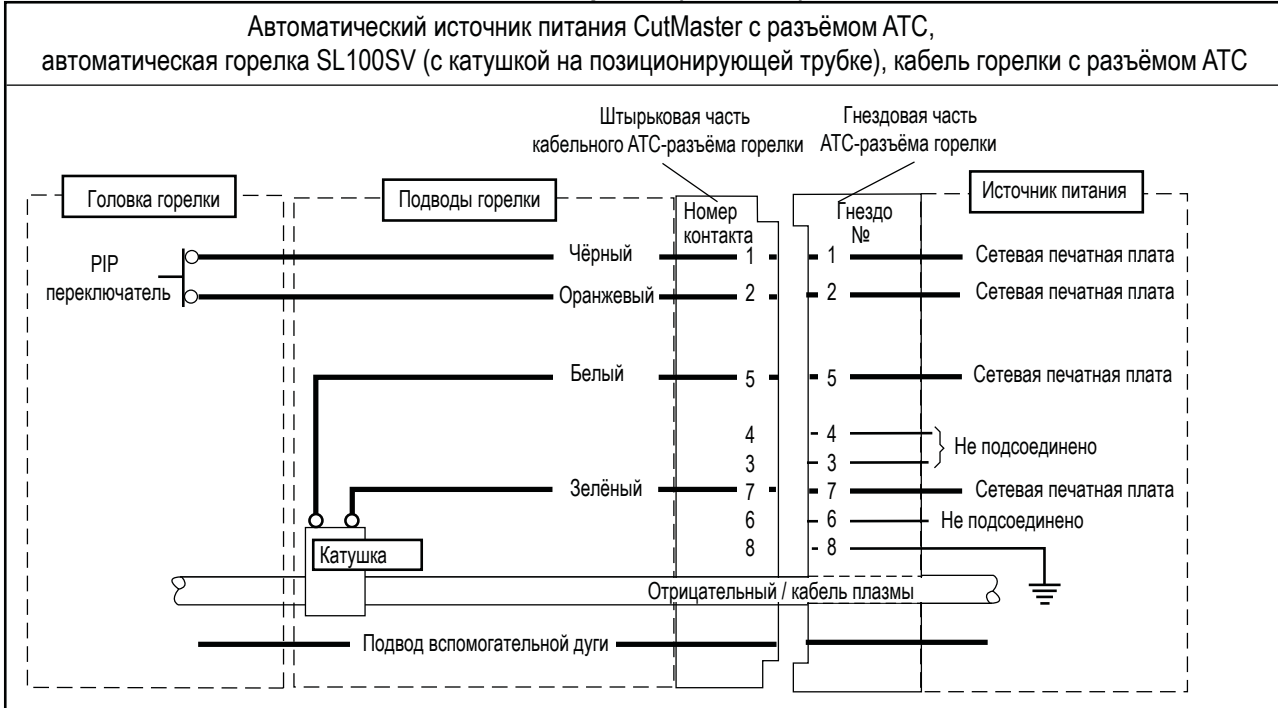 Автоматический источник питания CutMaster с разъёмом ATC,
автоматическая горелка SL100SV (с катушкой на позиционирующей трубке), кабель горелки с разъёмом ATC
Штырьковая часть
кабельного ATC-разъёма горелки
Гнездовая часть
ATC-разъёма горелки
Головка горелки
Подводы горелки
Источник питания
Номер
контакта
Гнездо
№
PIP
переключатель
Чёрный
1
1
Сетевая печатная плата
Оранжевый
2
2
Сетевая печатная плата
Белый
5
5
Сетевая печатная плата
4
4
Не подсоединено
3
3
Зелёный
7
7
Сетевая печатная плата
6
6
Не подсоединено
8
8
Катушка
Отрицательный / кабель плазмы
Подвод вспомогательной дуги